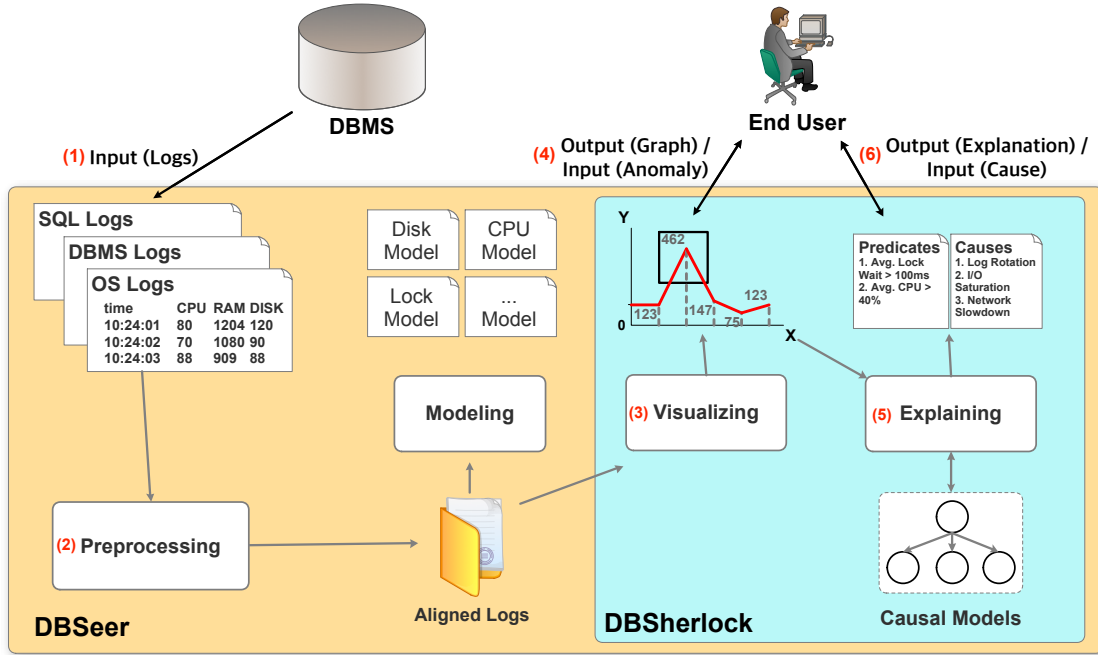 DBMS
End User
(1) Input (Logs)
(4) Output (Graph) /
Input (Anomaly)
(6) Output (Explanation) /
Input (Cause)
SQL Logs
DBMS Logs
OS Logs
time CPU RAM DISK
10:24:01 80 1204 120
10:24:02 70 1080 90
10:24:03 88 909 88
Disk
Model
CPU
Model
Lock
Model
...
Model
Y
462
123
147
75
123
0
X
Predicates
1. Avg. Lock
Wait > 100ms
2. Avg. CPU >
40%
Causes
1. Log Rotation
2. I/O
Saturation
3. Network
Slowdown
Modeling
(3) Visualizing
(5) Explaining
(2) Preprocessing
Aligned Logs
Causal Models
DBSeer
DBSherlock